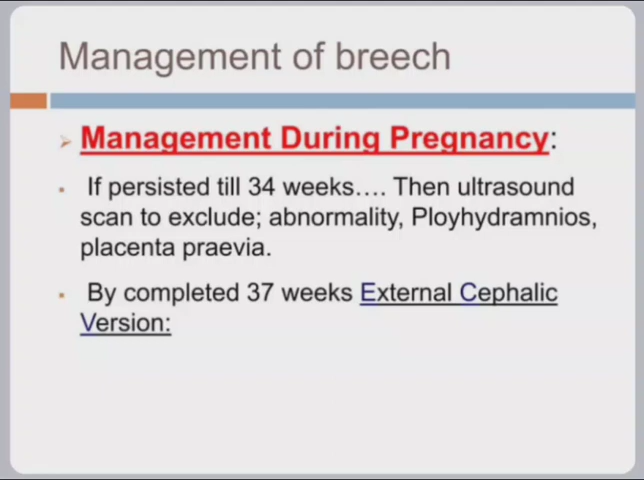 Management of breech
Management During Pregnancy:
If persisted till 34 weeks.... Then ultrasound
scan to exclude; abnormality, Ployhydramnios,
placenta praevia.
By completed 37 weeks External Cephalic
Version: